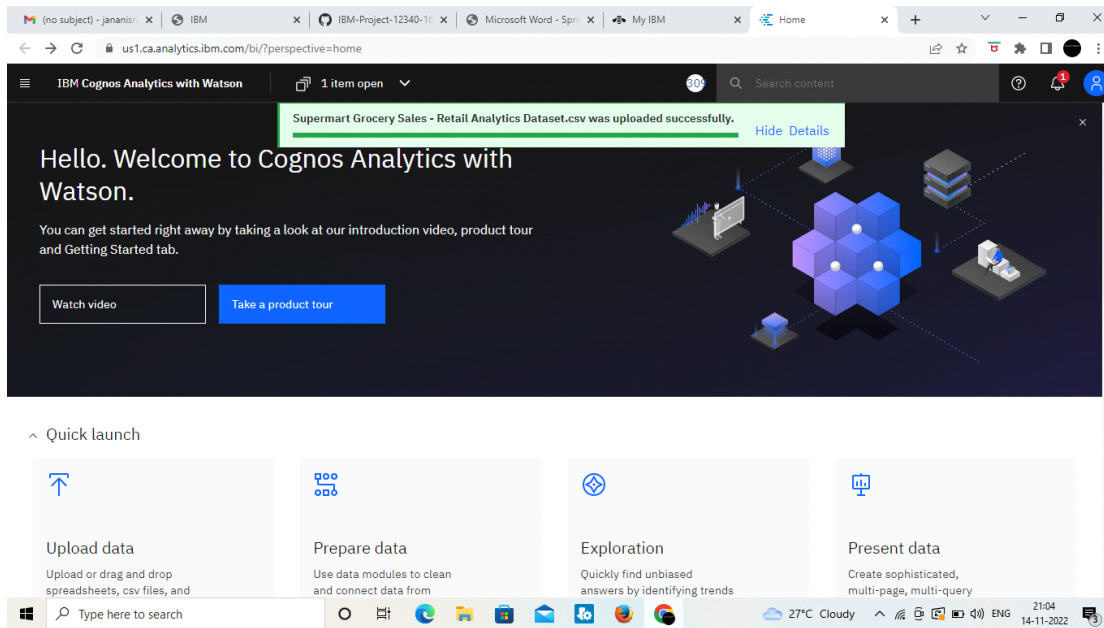 (no subject) - jananisr
IBM
IBM-Project-12340-16
Microsoft Word - Spri
My IBM
Home
us1.ca.analytics.ibm.com/bi/?perspective=home
IBM Cognos Analytics with Watson
1 item open
309
Search content
1
Supermart Grocery Sales - Retail Analytics Dataset.csv was uploaded successfully.
Hide Details
Hello. Welcome to Cognos Analytics with
Watson.
You can get started right away by taking a look at our introduction video, product tour
and Getting Started tab.
Watch video
Take a product tour
Quick launch
Upload data
Upload or drag and drop
spreadsheets, csv files, and
Prepare data
Use data modules to clean
and connect data from
Exploration
Quickly find unbiased
answers by identifying trends
Present data
Create sophisticated,
multi-page, multi-query
Type here to search
27°C Cloudy
ENG
21:04
14-11-2022
3